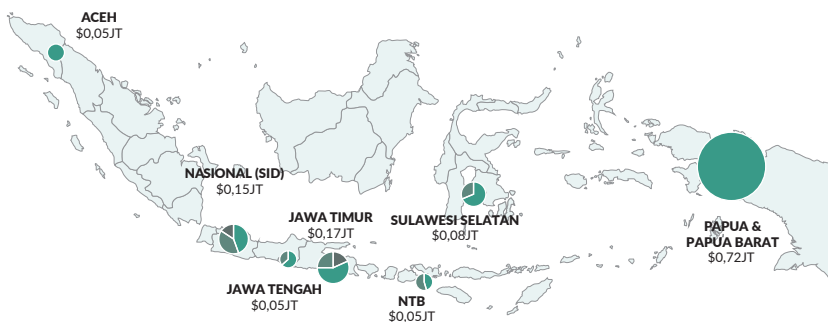 ACEH
$0,05JT
NASIONAL (SID)
$0,15JT
JAWA TIMUR
$0,17JT
SULAWESI SELATAN
$0,08JT
PAPUA &
PAPUA BARAT
$0,72JT
JAWA TENGAH
$0,05JT
NTB
$0,05JT